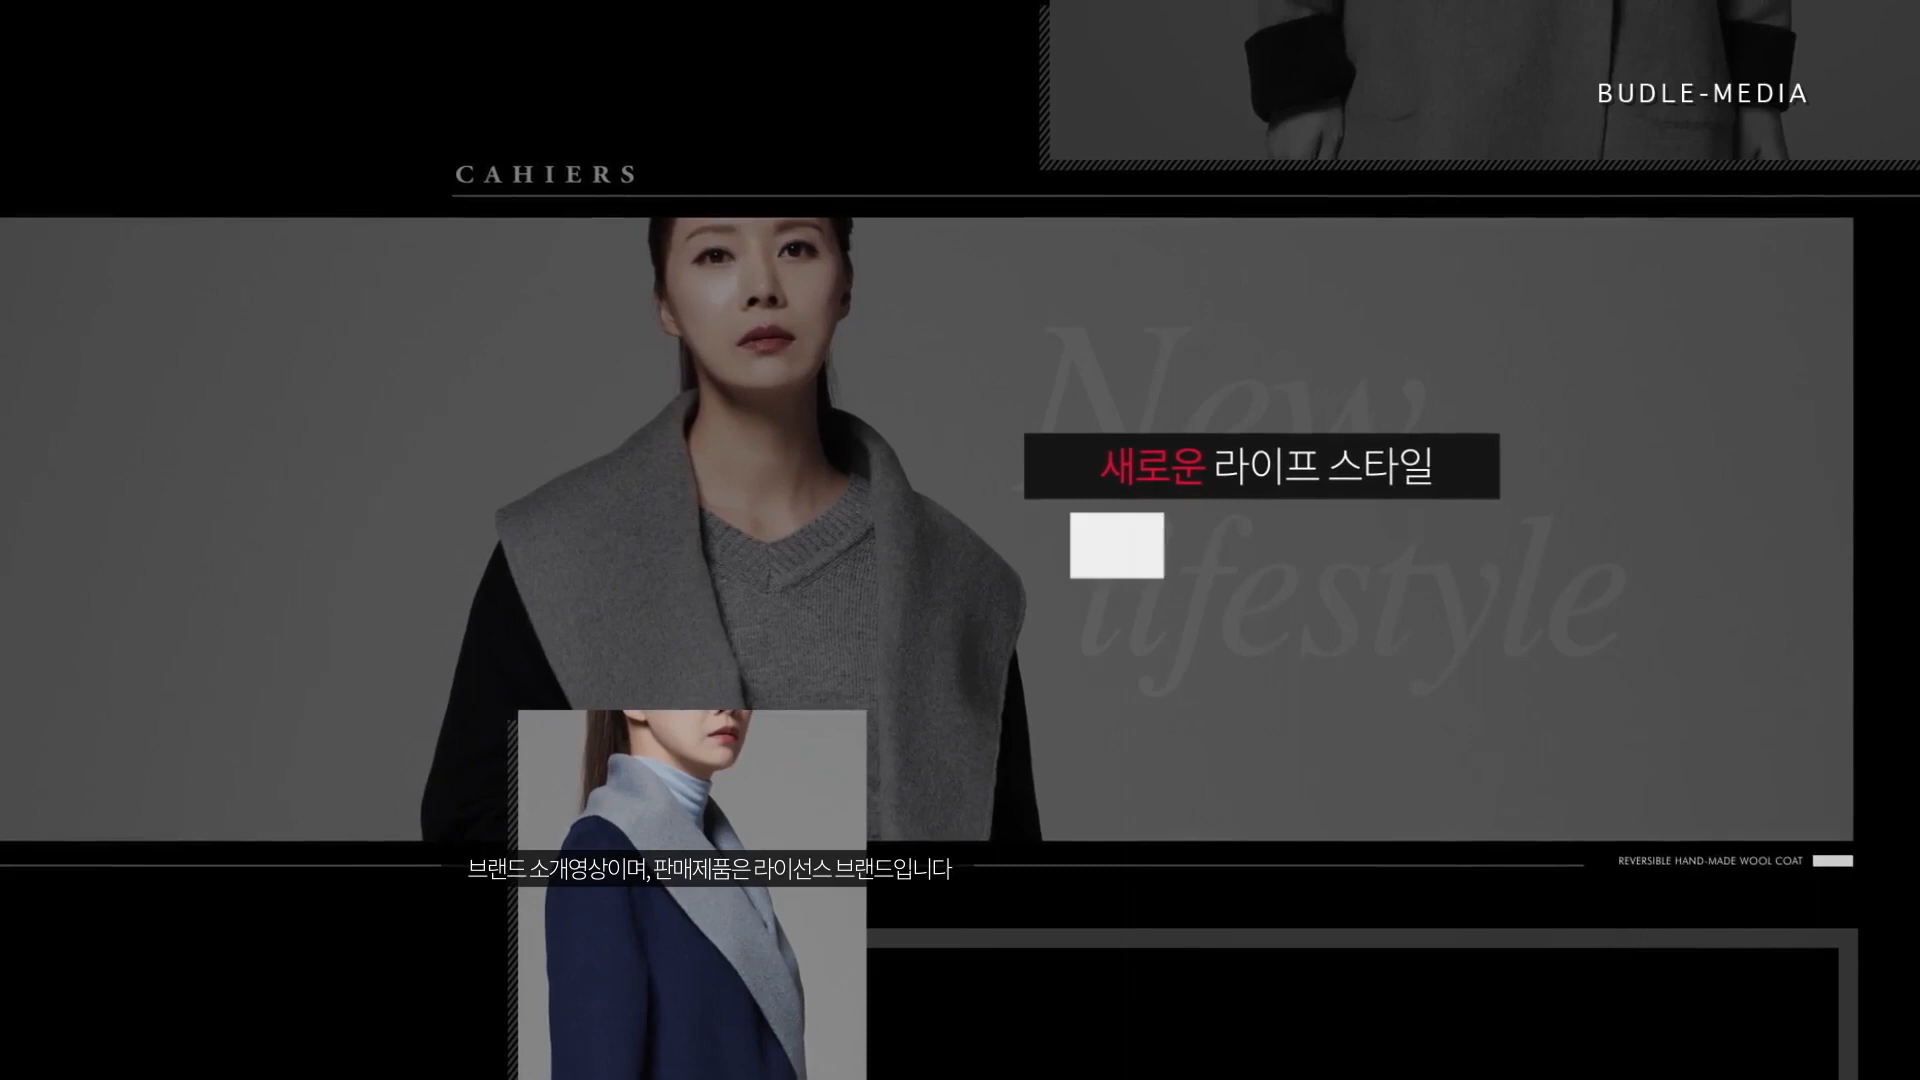 BUDLE-MEDIA
CAHIERS
New
새로운 라이프 스타일
lifestyle
브랜드 소개영상이며, 판매제품은 라이선스 브랜드입니다
REVERSIBLE HAND-MADE WOOL COAT